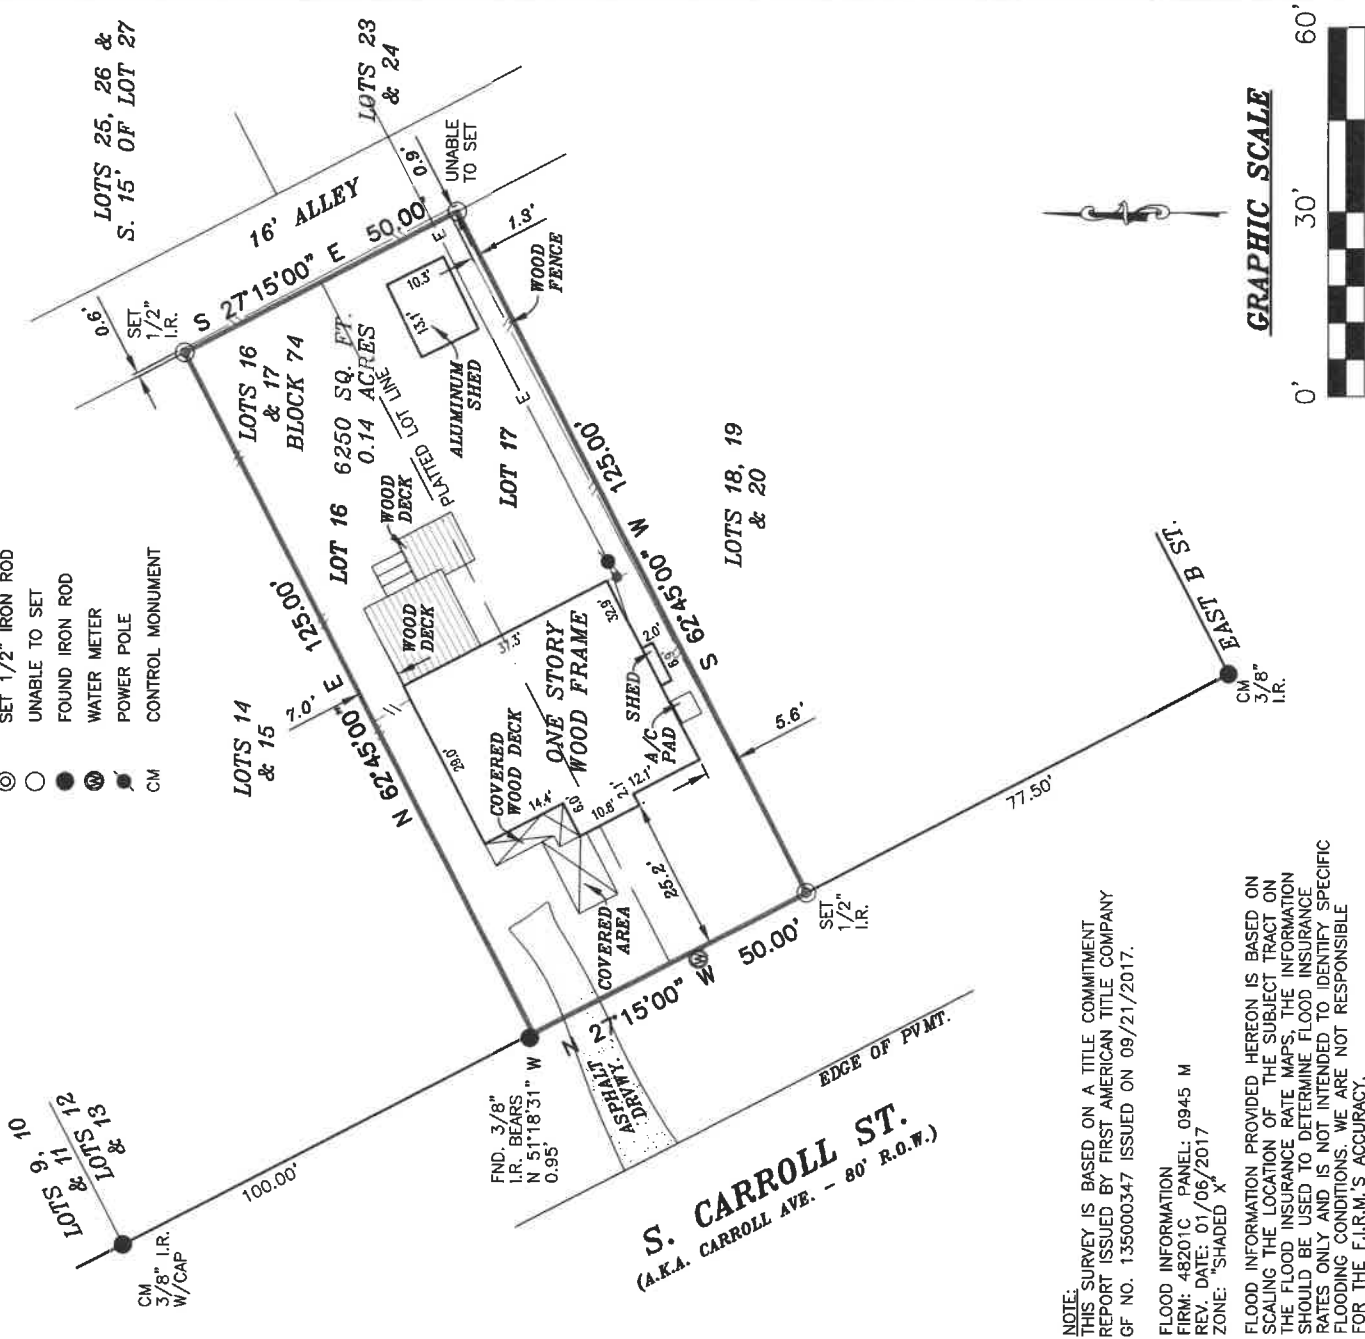 SET 1/2" IRON ROD
UNABLE TO SET
FOUND IRON ROD
WATER METER
POWER POLE
CM CONTROL MONUMENT
LOTS 25, 26 &
S. 15' OF LOT 27
LOTS 23
& 24
16' ALLEY
0.6'
SET
1/2"
I.R.
0.9'
UNABLE
TO SET
S 27°15'00" E 50.00'
1.3'
WOOD
FENCE
LOTS 16
& 17
BLOCK 74
6250 SQ. FT.
0.14 ACRES
PLATTED LOT LINE
LOT 16
LOT 17
10.3'
13.1'
ALUMINUM
SHED
E
E
WOOD
DECK
WOOD
DECK
N 62°45'00" E 125.00'
7.0'
LOTS 14
& 15
S 62°45'00" W 125.00'
LOTS 18, 19
& 20
ONE STORY
WOOD FRAME
37.3'
32.9'
29.0'
COVERED
WOOD DECK
14.4'
6.0'
10.8'
2.1'
12.1'
SHED
2.0'
6.9'
A/C
PAD
5.6'
COVERED
AREA
25.2'
N 27°15'00" W 50.00'
W
SET
1/2"
I.R.
77.50'
CM
3/8"
I.R.
EAST B ST.
ASPHALT
DRWY.
EDGE OF PVMT.
FND. 3/8"
I.R. BEARS
N 51°18'31" W
0.95'
100.00'
LOTS 9, 10
& 11
LOTS 12
& 13
CM
3/8" I.R.
W/CAP
S. CARROLL ST.
(A.K.A. CARROLL AVE. - 80' R.O.W.)
GRAPHIC SCALE
0' 30' 60'
NOTE:
THIS SURVEY IS BASED ON A TITLE COMMITMENT
REPORT ISSUED BY FIRST AMERICAN TITLE COMPANY
GF NO. 135000347 ISSUED ON 09/21/2017.
FLOOD INFORMATION
FIRM: 48201C PANEL: 0945 M
REV. DATE: 01/06/2017
ZONE: "SHADED X"
FLOOD INFORMATION PROVIDED HEREON IS BASED ON
SCALING THE LOCATION OF THE SUBJECT TRACT ON
THE FLOOD INSURANCE RATE MAPS, THE INFORMATION
SHOULD BE USED TO DETERMINE FLOOD INSURANCE
RATES ONLY AND IS NOT INTENDED TO IDENTIFY SPECIFIC
FLOODING CONDITIONS. WE ARE NOT RESPONSIBLE
FOR THE F.I.R.M.'S ACCURACY.